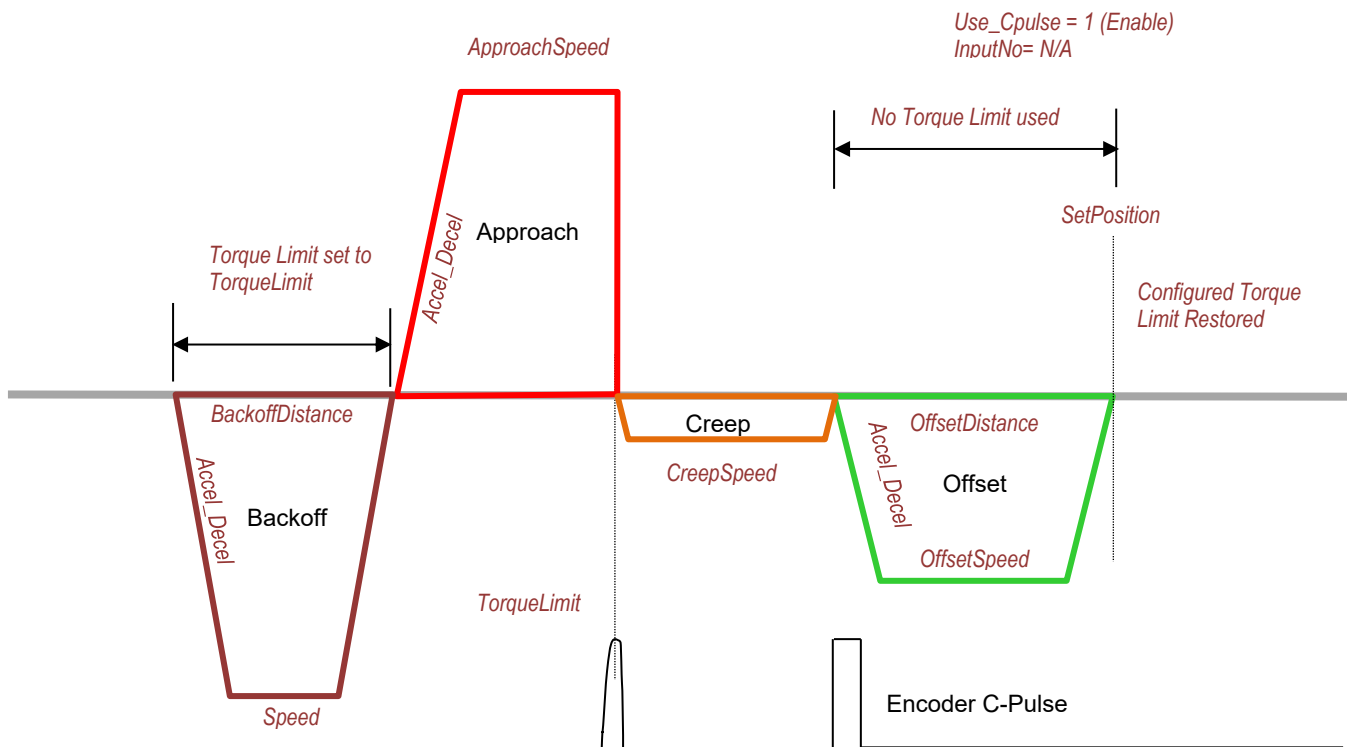 Use_Cpulse = 1 (Enable)
InputNo= N/A
ApproachSpeed
No Torque Limit used
SetPosition
Approach
Accel_Decel
Torque Limit set to
TorqueLimit
Configured Torque
Limit Restored
BackoffDistance
Creep
OffsetDistance
Accel_Decel
CreepSpeed
Accel_Decel
Offset
Backoff
OffsetSpeed
TorqueLimit
Encoder C-Pulse
Speed